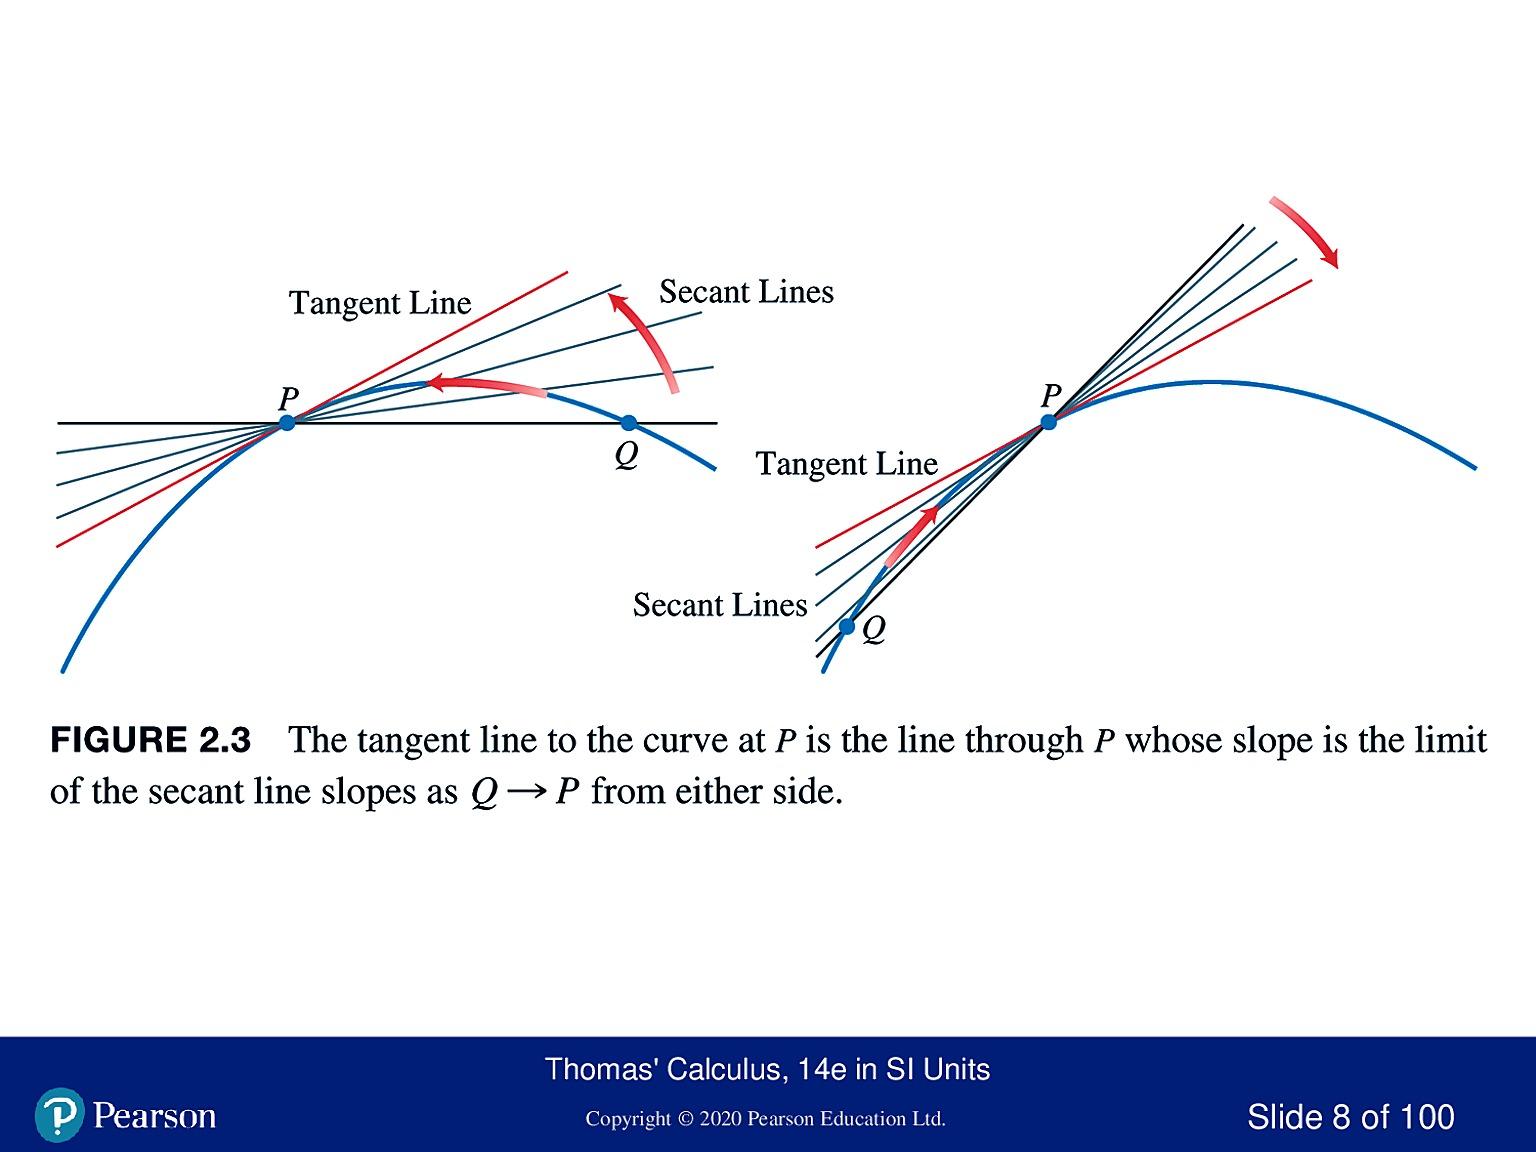 Tangent Line
Secant Lines
P
Q
P
Tangent Line
Secant Lines
Q
FIGURE 2.3 The tangent line to the curve at P is the line through P whose slope is the limit
of the secant line slopes as Q → P from either side.
Thomas' Calculus, 14e in SI Units
Pearson
Copyright © 2020 Pearson Education Ltd.
Slide 8 of 100